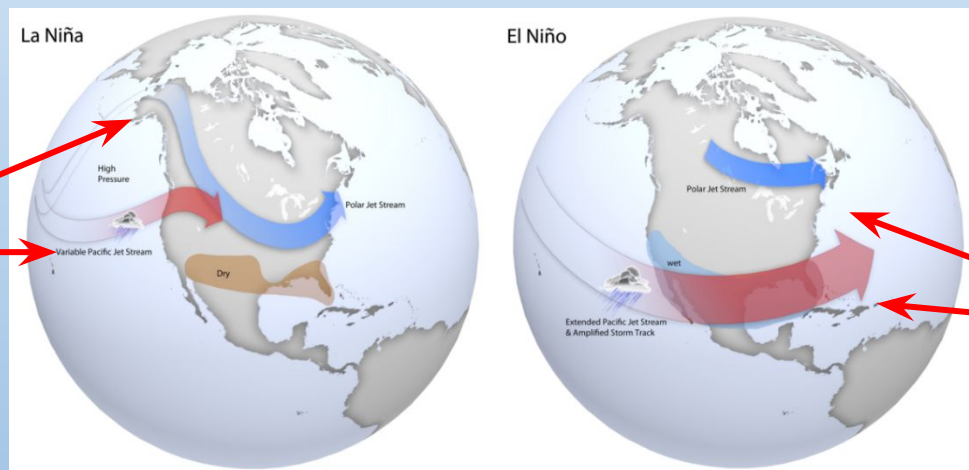 La Niña
High
Pressure
Polar Jet Stream
Variable Pacific Jet Stream
Dry
El Niño
Polar Jet Stream
wet
Extended Pacific Jet Stream
& Amplified Storm Track